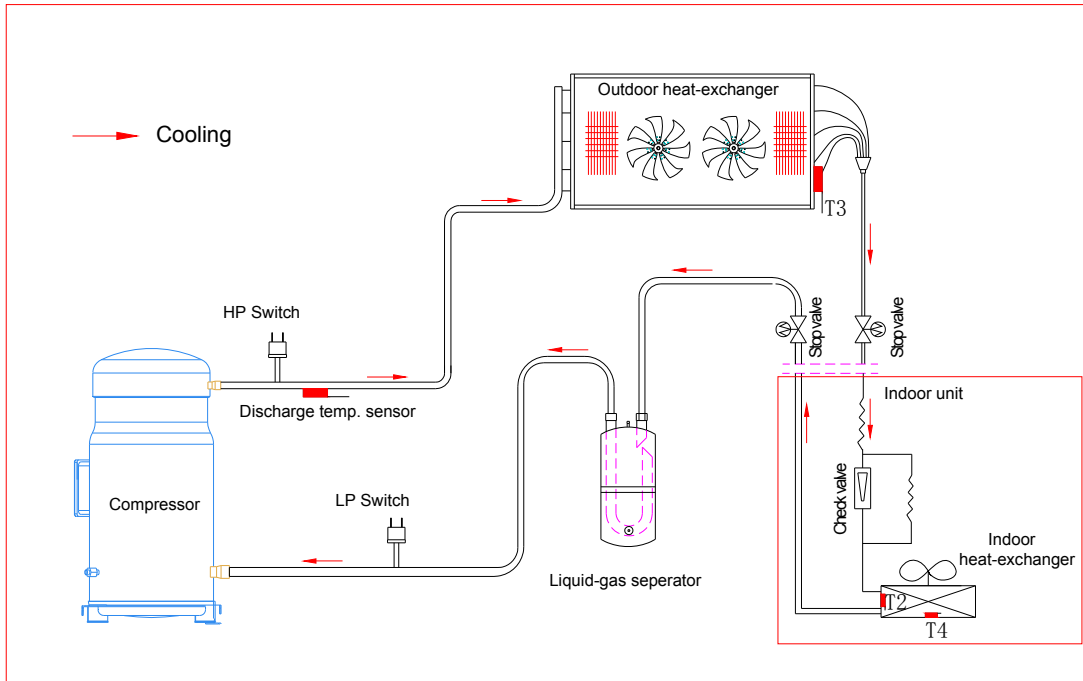 Outdoor heat-exchanger
Cooling
T3
HP Switch
Stop valve
Stop valve
Indoor unit
Discharge temp. sensor
Compressor
LP Switch
Check valve
Indoor
heat-exchanger
Liquid-gas seperator
T2
T4